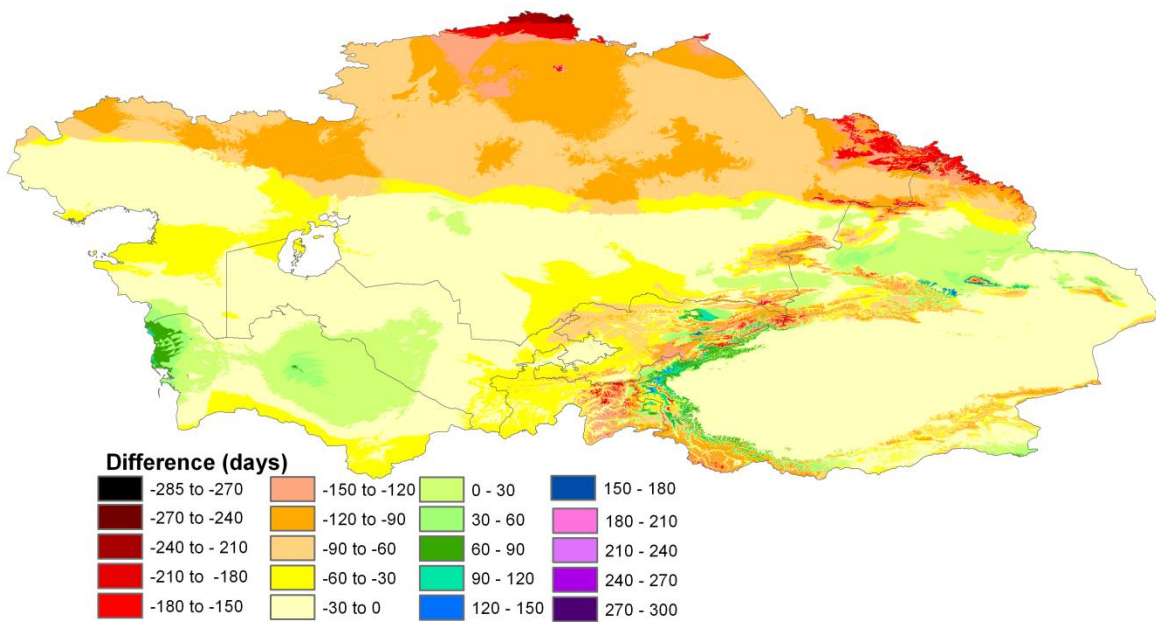 Difference (days)
-285 to -270
-270 to -240
-240 to - 210
-210 to -180
-180 to -150
-150 to -120
-120 to -90
-90 to -60
-60 to -30
-30 to 0
0 - 30
30 - 60
60 - 90
90 - 120
120 - 150
150 - 180
180 - 210
210 - 240
240 - 270
270 - 300